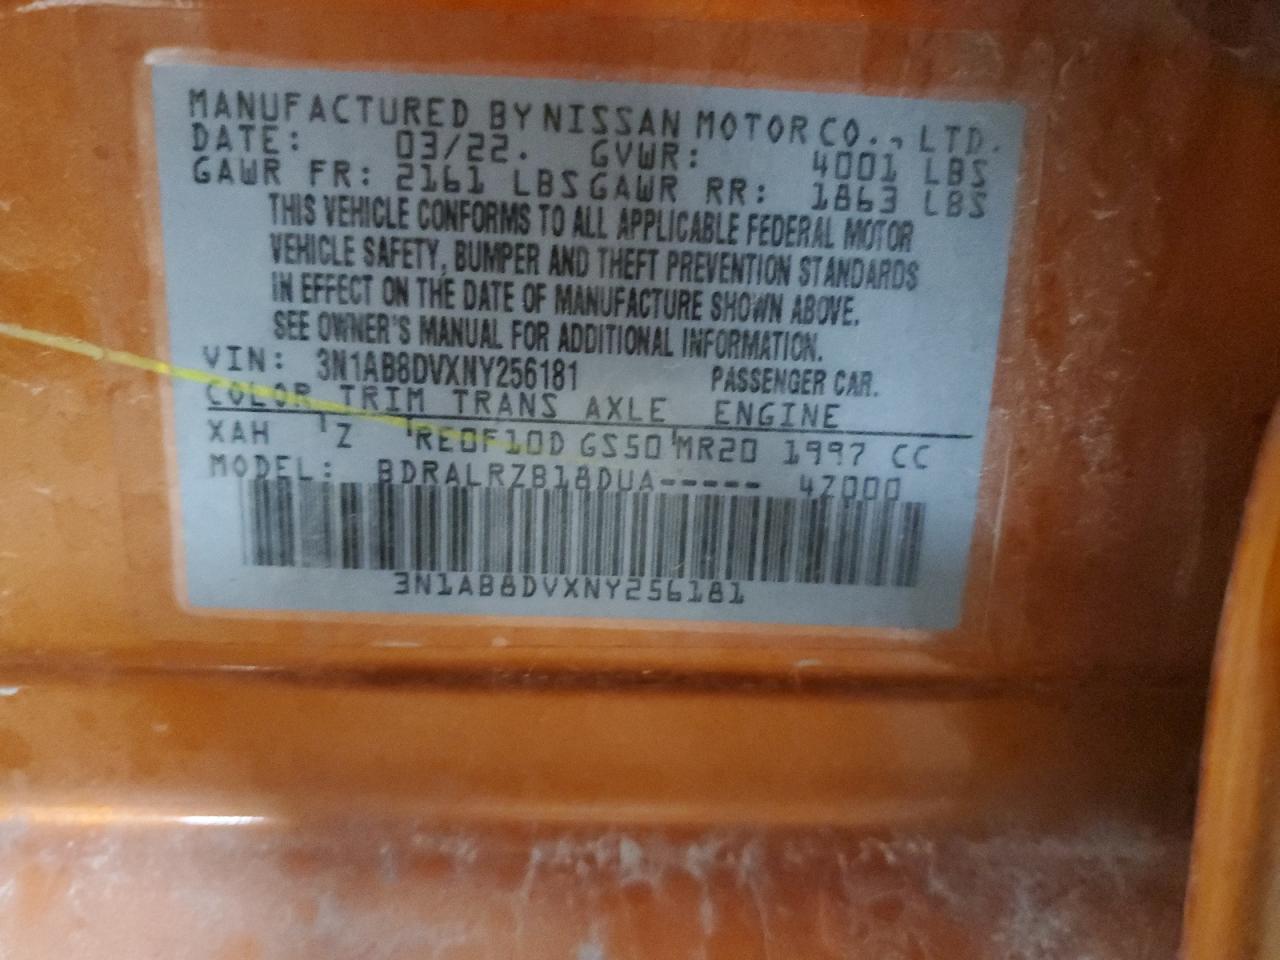 MANUFACTURED BY NISSAN MOTOR CO., LTD.
DATE: 03/22. GVWR: 4001 LBS
GAWR FR: 2161 LBS GAWR RR: 1863 LBS
THIS VEHICLE CONFORMS TO ALL APPLICABLE FEDERAL MOTOR
VEHICLE SAFETY, BUMPER AND THEFT PREVENTION STANDARDS
IN EFFECT ON THE DATE OF MANUFACTURE SHOWN ABOVE.
SEE OWNER'S MANUAL FOR ADDITIONAL INFORMATION.
VIN: 3N1AB8DVXNY256181 PASSENGER CAR.
COLOR TRIM TRANS AXLE ENGINE
XAH Z RE0F10D GS50 MR20 1997 CC
MODEL: BDRALRZB18DUA----- 4Z000
3N1AB8DVXNY256181